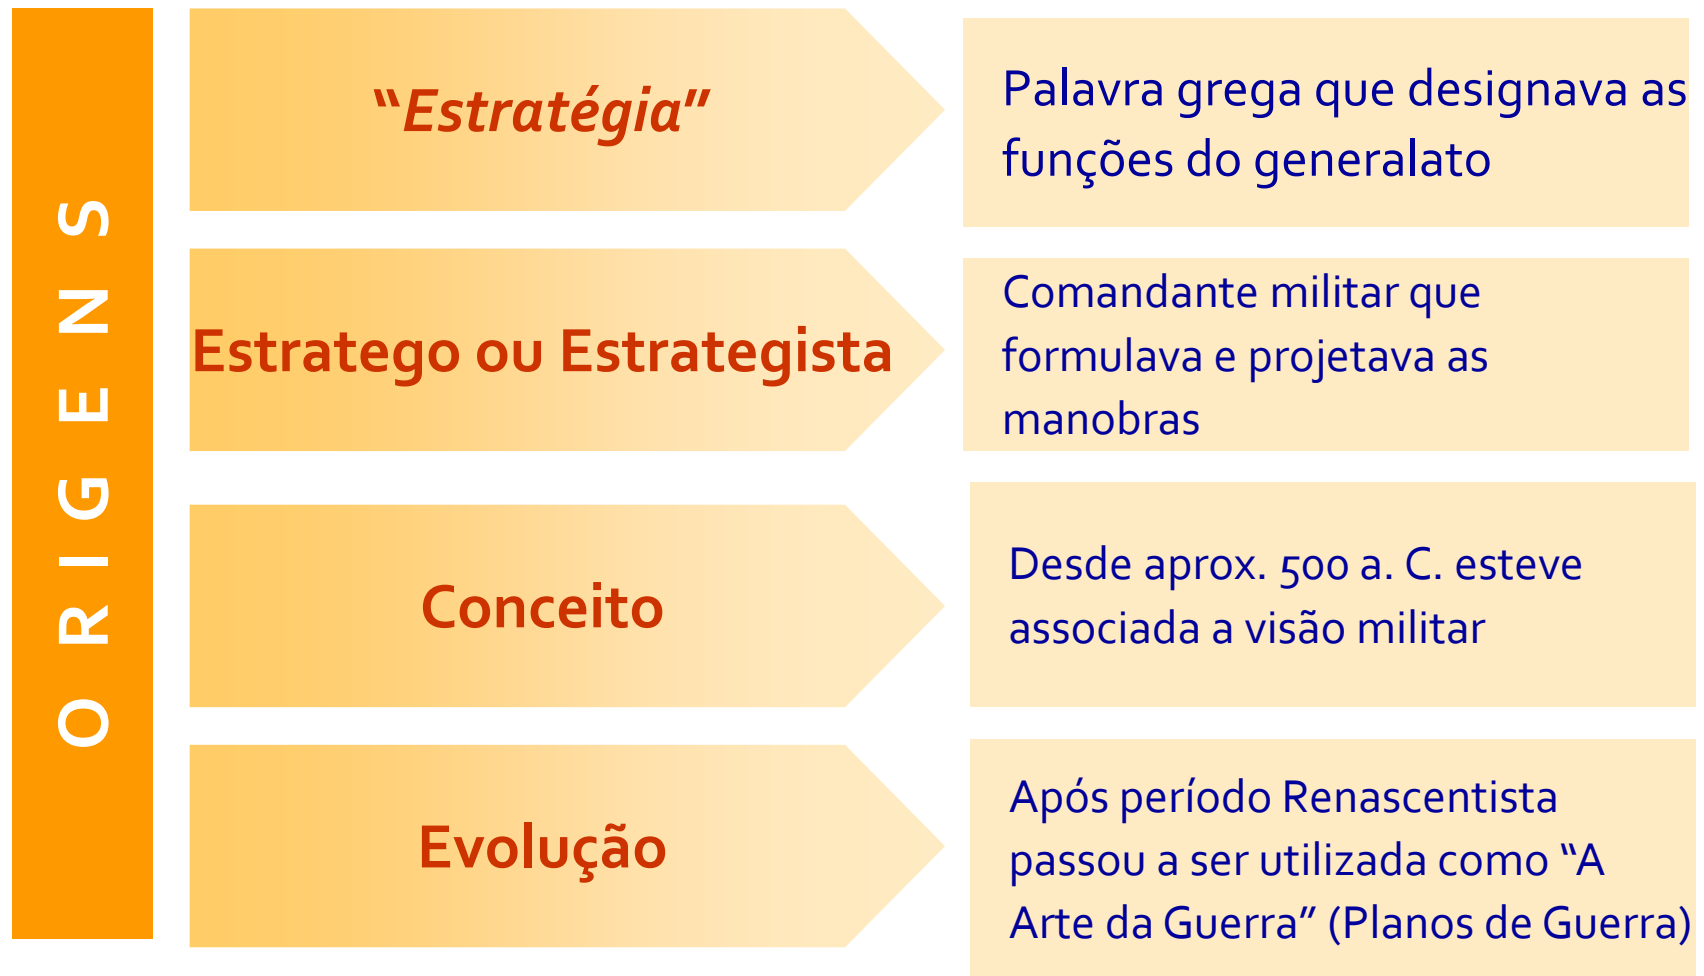 ORIGENS
“Estratégia”
Palavra grega que designava as
funções do generalato
Estratego ou Estrategista
Comandante militar que
formulava e projetava as
manobras
Conceito
Desde aprox. 500 a. C. esteve
associada a visão militar
Evolução
Após período Renascentista
passou a ser utilizada como “A
Arte da Guerra” (Planos de Guerra)